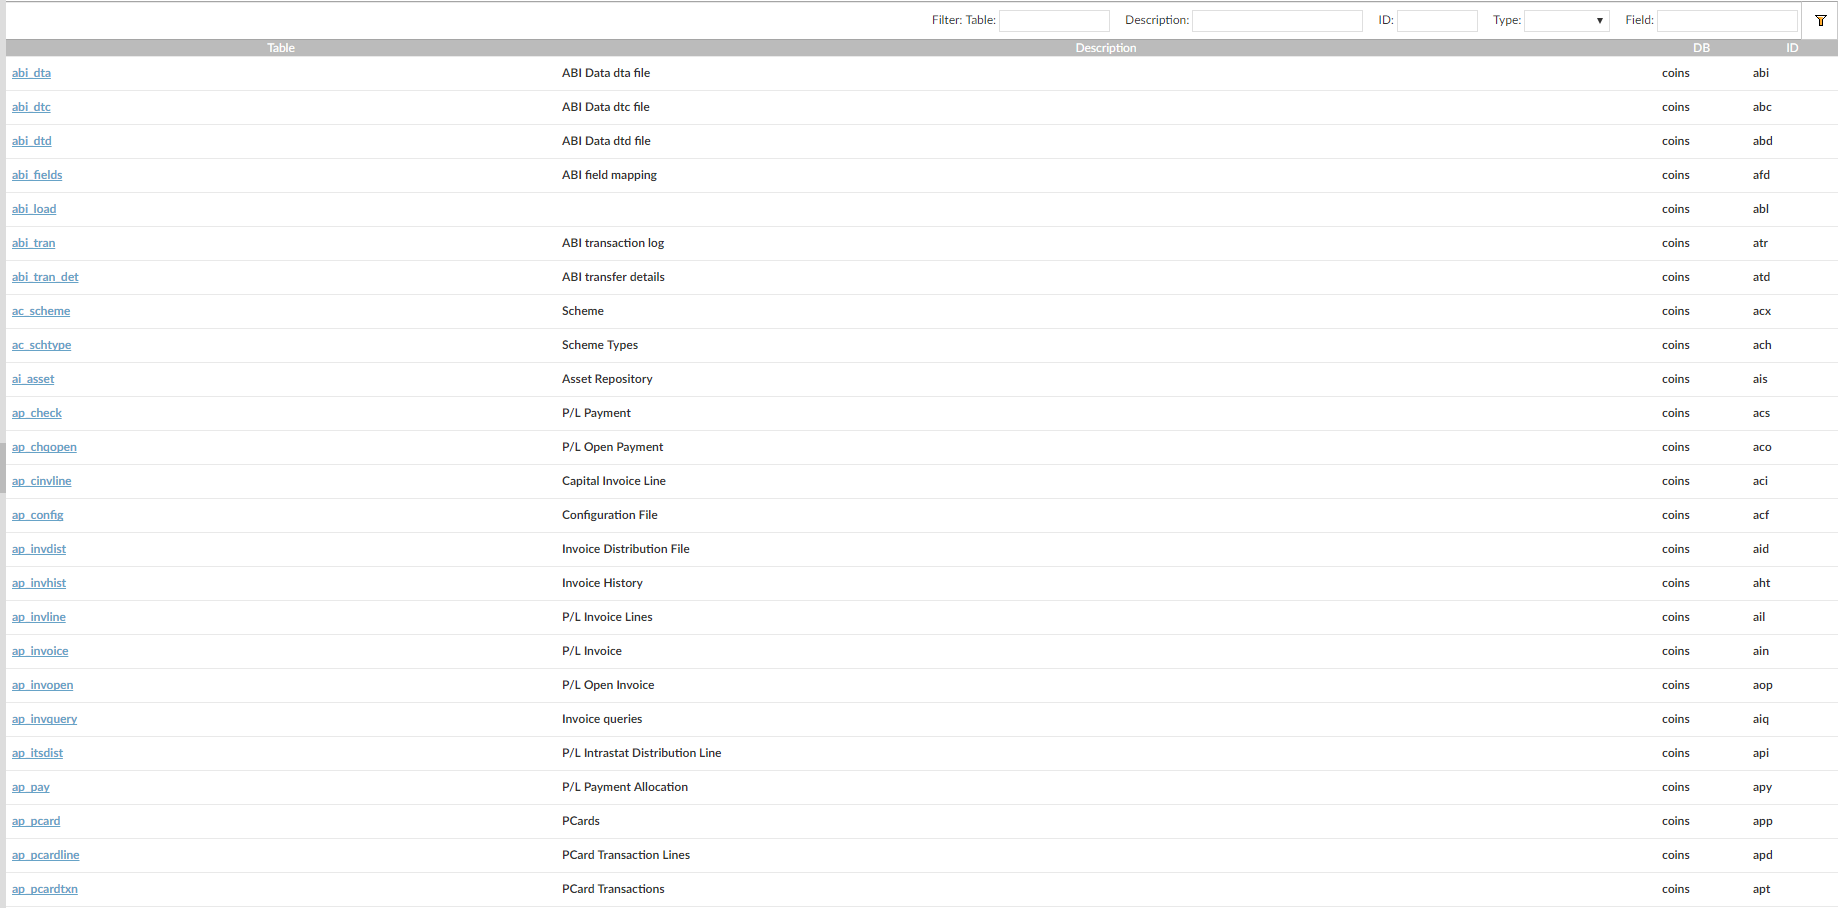 Filter: Table: Description: ID: Type: Field:
Table Description DB ID
abi_dta ABI Data dta file coins abi
abi_dtc ABI Data dtc file coins abc
abi_dtd ABI Data dtd file coins abd
abi_fields ABI field mapping coins afd
abi_load coins abl
abi_tran ABI transaction log coins atr
abi_tran_det ABI transfer details coins atd
ac_scheme Scheme coins acx
ac_schtype Scheme Types coins ach
ai_asset Asset Repository coins ais
ap_check P/L Payment coins acs
ap_chqopen P/L Open Payment coins aco
ap_cinvline Capital Invoice Line coins aci
ap_config Configuration File coins acf
ap_invdist Invoice Distribution File coins aid
ap_invhist Invoice History coins aht
ap_invline P/L Invoice Lines coins ail
ap_invoice P/L Invoice coins ain
ap_invopen P/L Open Invoice coins aop
ap_invquery Invoice queries coins aiq
ap_itsdist P/L Intrastat Distribution Line coins api
ap_pay P/L Payment Allocation coins apy
ap_pcard PCards coins app
ap_pcardline PCard Transaction Lines coins apd
ap_pcardtxn PCard Transactions coins apt